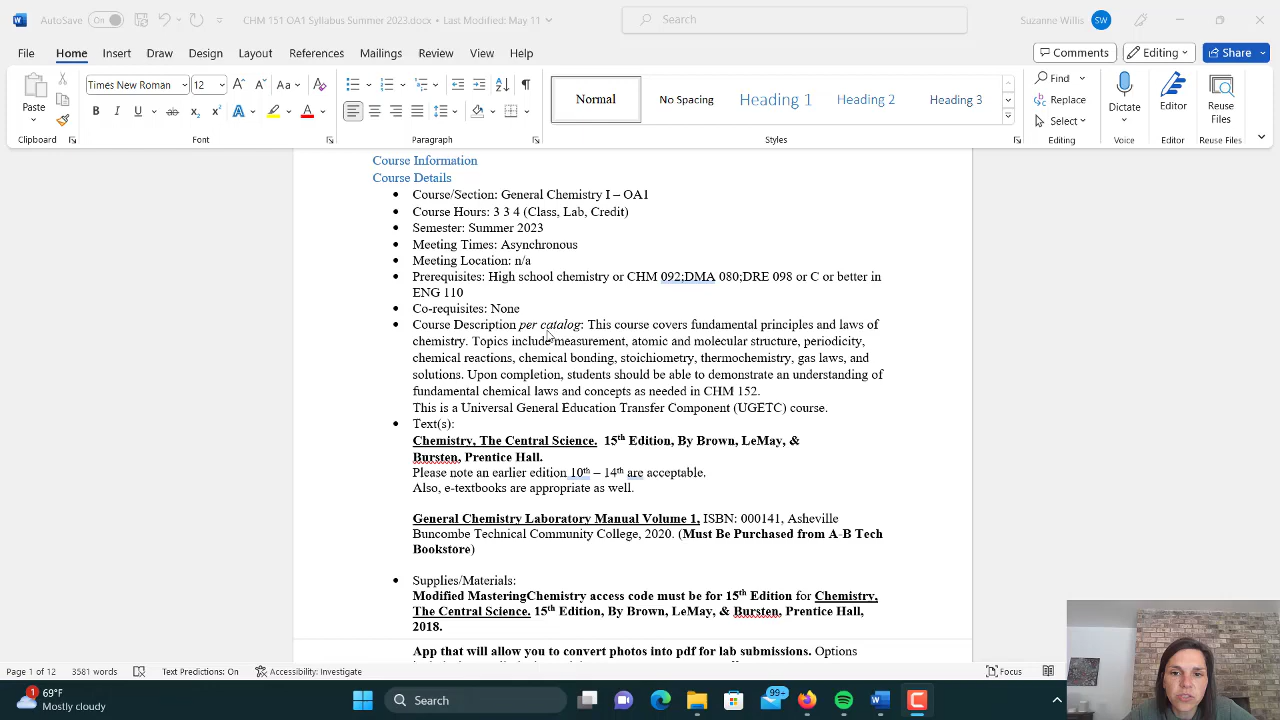 AutoSave Off CHM 151 OA1 Syllabus Summer 2023.docx • Last Modified: May 11 Search Suzanne Willis SW
File Home Insert Draw Design Layout References Mailings Review View Help Comments Editing Share
Times New Roman 12 Aa Normal No Spacing Heading 1 Heading 2 Heading 3 Find Replace Select Paste Dictate Editor Reuse Files
B I U ab x₂ x² A A
Clipboard Font Paragraph Styles Editing Voice Editor Reuse Files
Course Information
Course Details
• Course/Section: General Chemistry I – OA1
• Course Hours: 3 3 4 (Class, Lab, Credit)
• Semester: Summer 2023
• Meeting Times: Asynchronous
• Meeting Location: n/a
• Prerequisites: High school chemistry or CHM 092;DMA 080;DRE 098 or C or better in
ENG 110
• Co-requisites: None
• Course Description per catalog: This course covers fundamental principles and laws of
chemistry. Topics include measurement, atomic and molecular structure, periodicity,
chemical reactions, chemical bonding, stoichiometry, thermochemistry, gas laws, and
solutions. Upon completion, students should be able to demonstrate an understanding of
fundamental chemical laws and concepts as needed in CHM 152.
This is a Universal General Education Transfer Component (UGETC) course.
• Text(s):
Chemistry, The Central Science. 15th Edition, By Brown, LeMay, &
Bursten, Prentice Hall.
Please note an earlier edition 10th – 14th are acceptable.
Also, e-textbooks are appropriate as well.
General Chemistry Laboratory Manual Volume 1, ISBN: 000141, Asheville
Buncombe Technical Community College, 2020. (Must Be Purchased from A-B Tech
Bookstore)
• Supplies/Materials:
Modified MasteringChemistry access code must be for 15th Edition for Chemistry,
The Central Science. 15th Edition, By Brown, LeMay, & Bursten, Prentice Hall,
2018.
App that will allow you to convert photos into pdf for lab submissions. Options
Page 1 of 12 3581 words Text Predictions: On Accessibility: Investigate Focus
1 69°F Mostly cloudy Search 99+